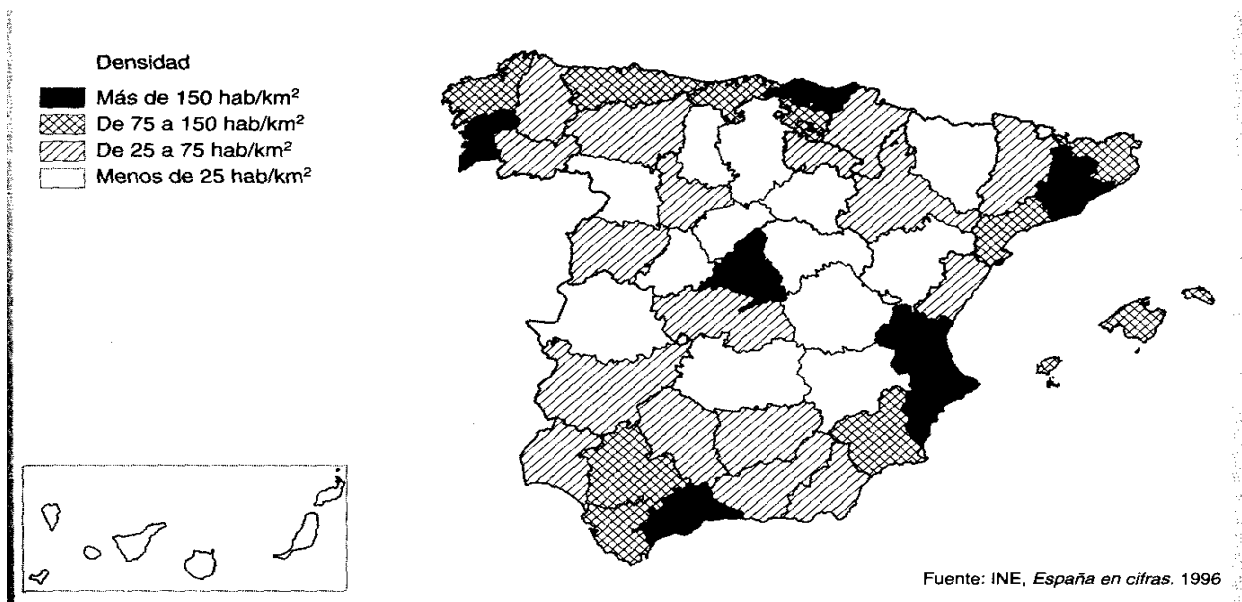 Densidad
Más de 150 hab/km²
De 75 a 150 hab/km²
De 25 a 75 hab/km²
Menos de 25 hab/km²
Fuente: INE, España en cifras. 1996